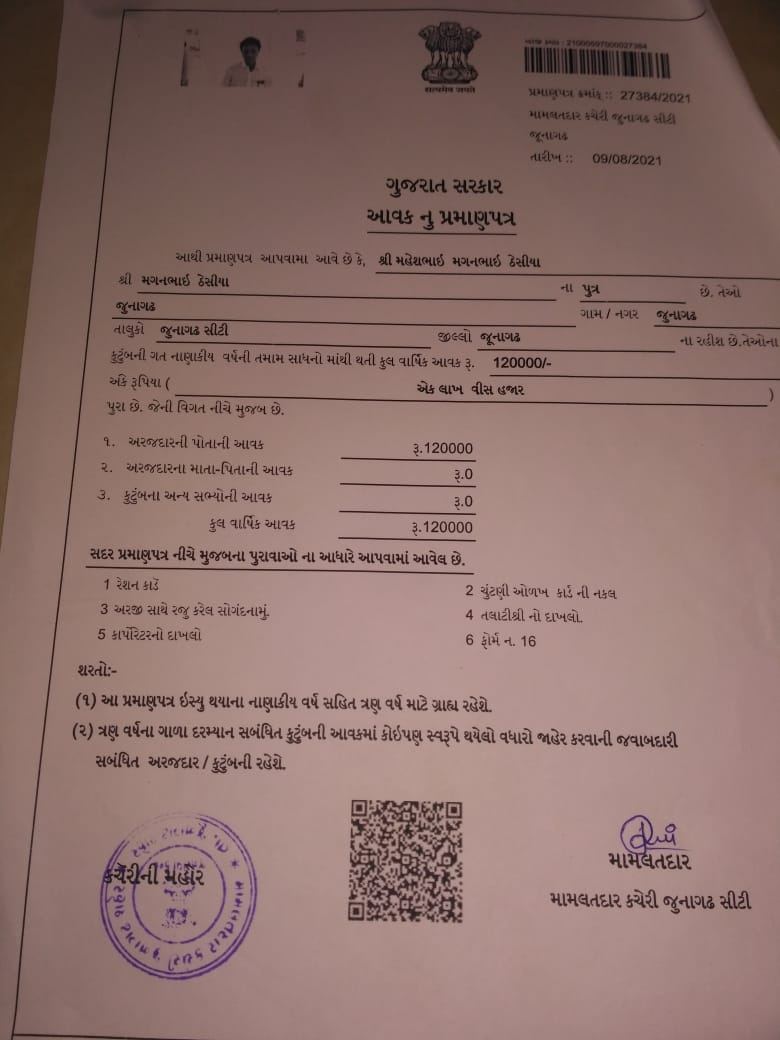 સત્યમેવ જયતે
પ્રમાણપત્ર ક્રમાંક :: 27384/2021
મામલતદાર કચેરી જુનાગઢ સીટી
જૂનાગઢ
તારીખ :: 09/08/2021
ગુજરાત સરકાર
આવક નુ પ્રમાણપત્ર
આથી પ્રમાણપત્ર આપવામા આવે છે કે, શ્રી મહેશભાઇ મગનભાઇ ઠેસીયા
શ્રી મગનભાઇ ઠેસીયા ના પુત્ર છે. તેઓ
જુનાગઢ ગામ / નગર જુનાગઢ
તાલુકો જુનાગઢ સીટી જીલ્લો જૂનાગઢ ના રહીશ છે.તેઓના
કુટુંબની ગત નાણાકીય વર્ષની તમામ સાધનો માંથી થતી કુલ વાર્ષિક આવક રૂ. 120000/-
અંકે રૂપિયા ( એક લાખ વીસ હજાર )
પુરા છે. જેની વિગત નીચે મુજબ છે.
૧. અરજદારની પોતાની આવક રૂ.120000
૨. અરજદારના માતા-પિતાની આવક રૂ.0
૩. કુટુંબના અન્ય સભ્યોની આવક રૂ.0
કુલ વાર્ષિક આવક રૂ.120000
સદર પ્રમાણપત્ર નીચે મુજબના પુરાવાઓ ના આધારે આપવામાં આવેલ છે.
1 રેશન કાર્ડ 2 ચુંટણી ઓળખ કાર્ડ ની નકલ
3 અરજી સાથે રજુ કરેલ સોગંદનામું. 4 તલાટીશ્રી નો દાખલો.
5 કાર્પોરેટરનો દાખલો 6 ફોર્મ ન. 16
શરતો:-
(૧) આ પ્રમાણપત્ર ઇસ્યુ થયાના નાણાકીય વર્ષ સહિત ત્રણ વર્ષ માટે ગ્રાહ્ય રહેશે.
(૨) ત્રણ વર્ષના ગાળા દરમ્યાન સબંધિત કુટુંબની આવકમાં કોઇપણ સ્વરૂપે થયેલો વધારો જાહેર કરવાની જવાબદારી
સબંધિત અરજદાર / કુટુંબની રહેશે.
કચેરીની મહોર
મામલતદાર
મામલતદાર કચેરી જુનાગઢ સીટી